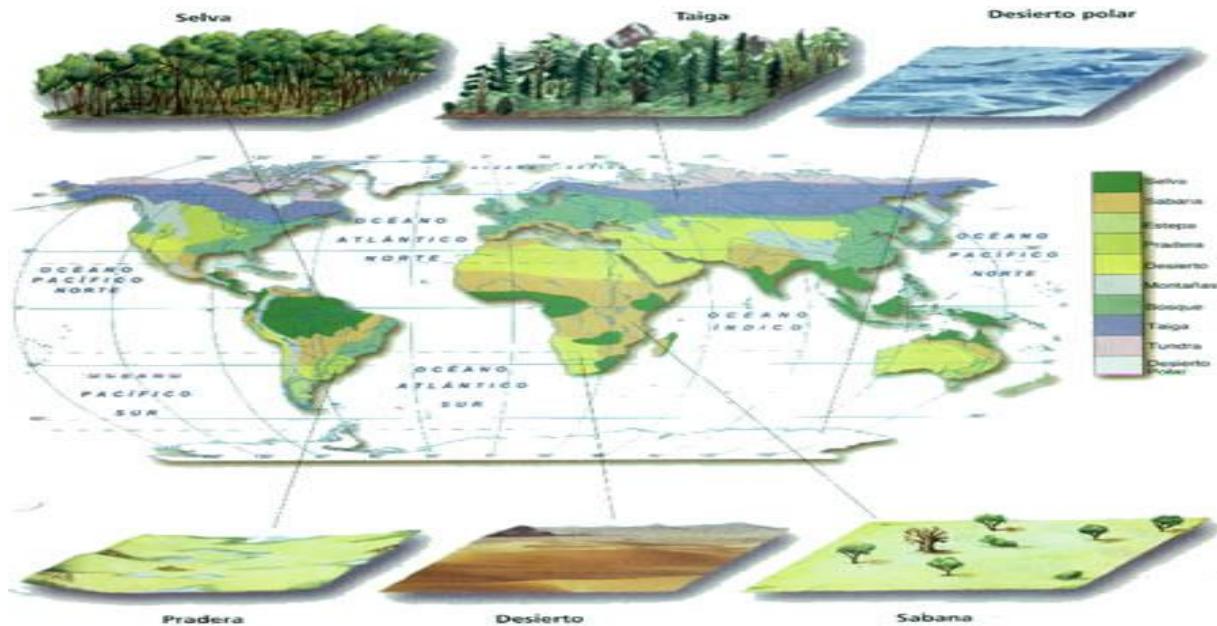 Selva
Taiga
Desierto polar
OCÉANO
ATLÁNTICO
NORTE
OCÉANO
PACÍFICO
NORTE
OCÉANO
PACÍFICO
NORTE
OCÉANO
ÍNDICO
OCÉANO
ATLÁNTICO
SUR
PACÍFICO
SUR
Selva
Sabana
Estepa
Pradera
Desierto
Montañas
Bosque
Taiga
Tundra
Desierto
Polar
Pradera
Desierto
Sabana